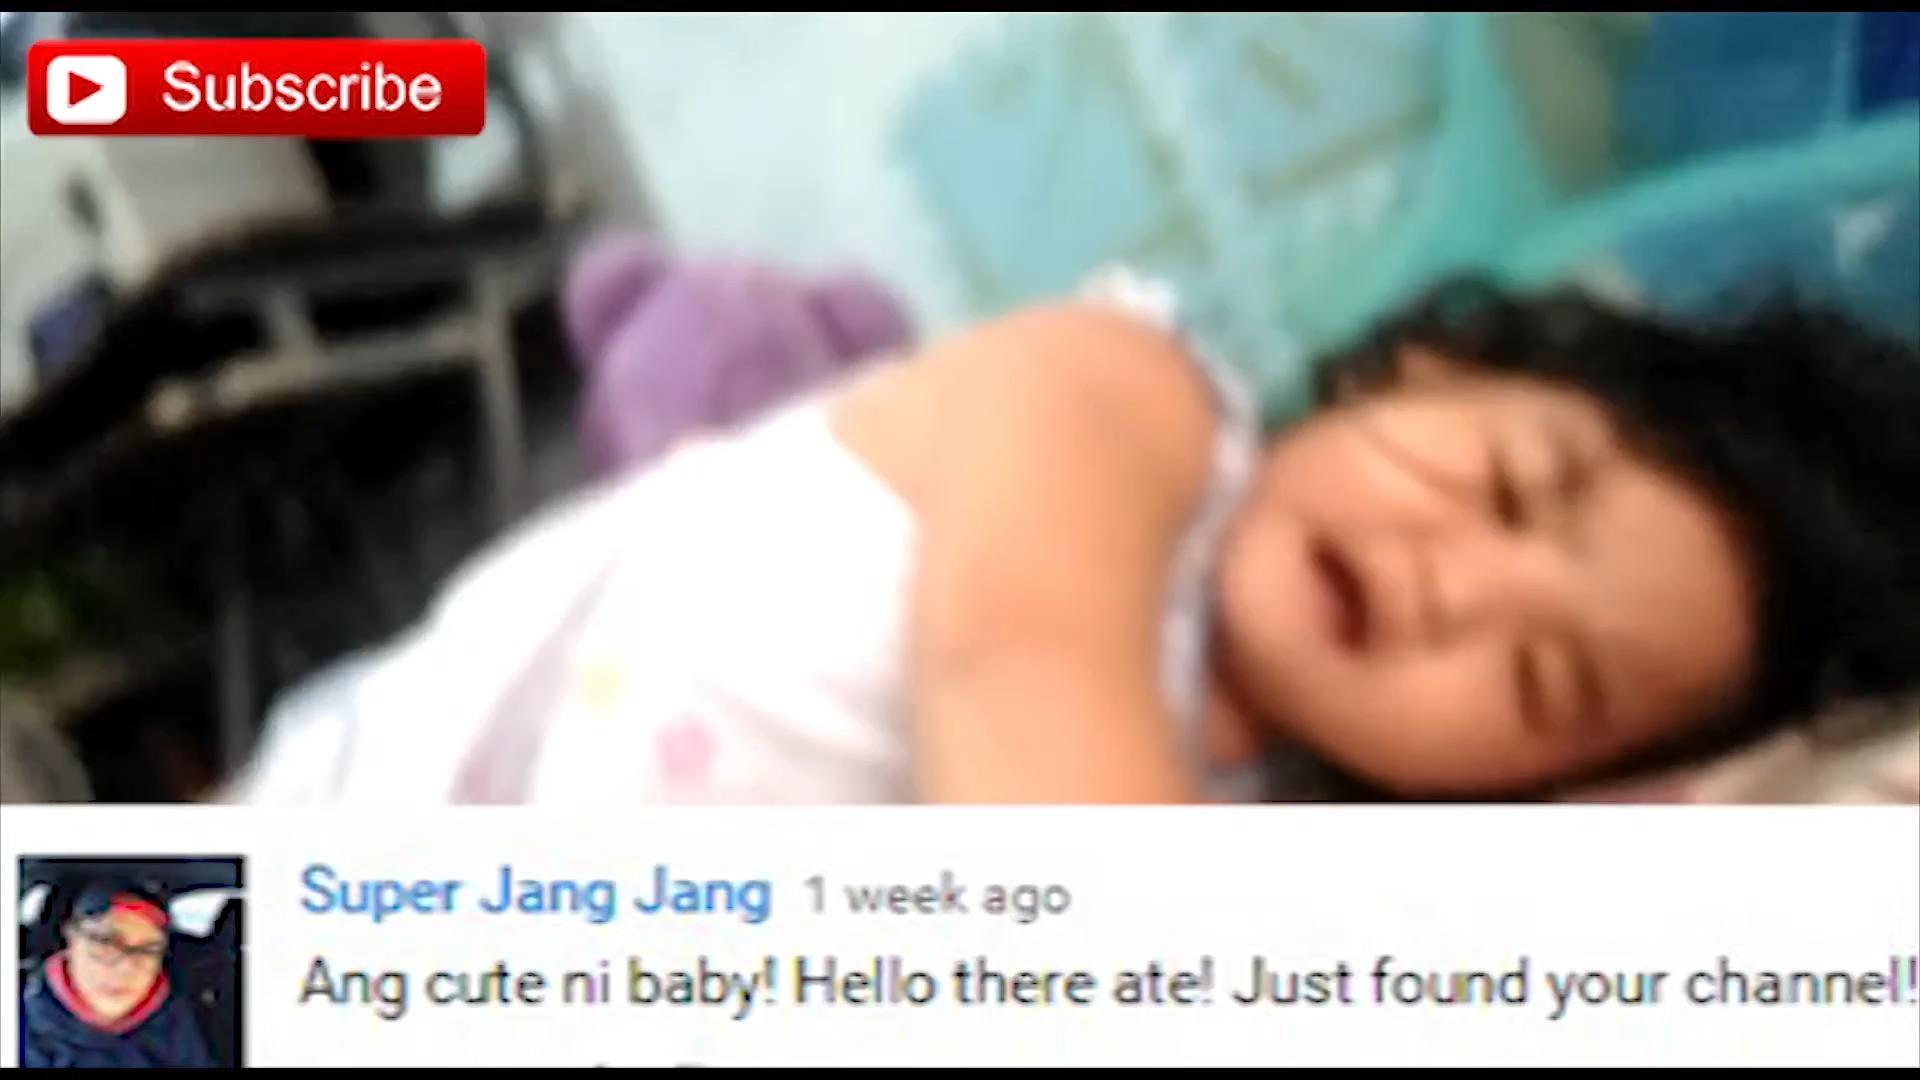 Subscribe
Super Jang Jang 1 week ago
Ang cute ni baby! Hello there ate! Just found your channel!